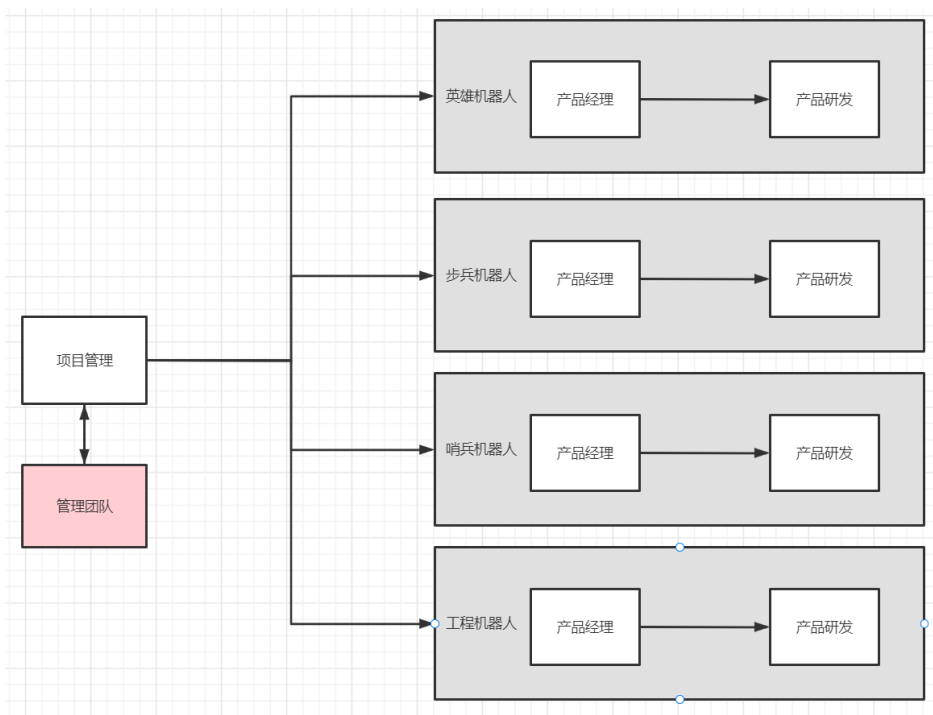 英雄机器人
产品经理
产品研发
步兵机器人
产品经理
产品研发
项目管理
哨兵机器人
产品经理
产品研发
管理团队
工程机器人
产品经理
产品研发